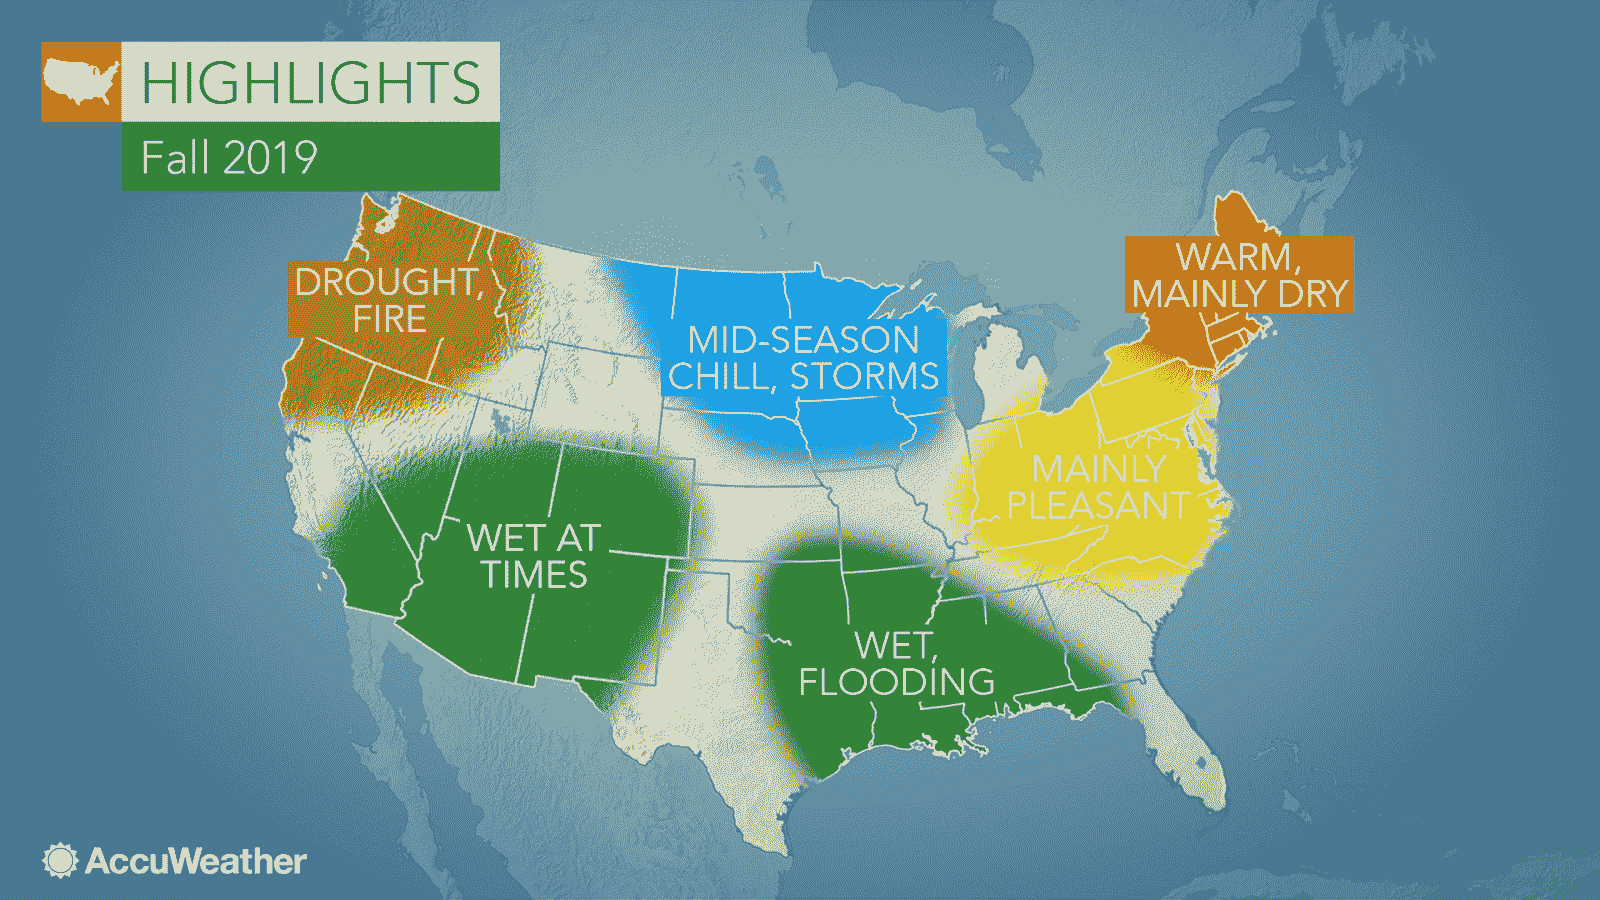 HIGHLIGHTS
Fall 2019
DROUGHT,
FIRE
MID-SEASON
CHILL, STORMS
WARM,
MAINLY DRY
MAINLY
PLEASANT
WET AT
TIMES
WET,
FLOODING
AccuWeather